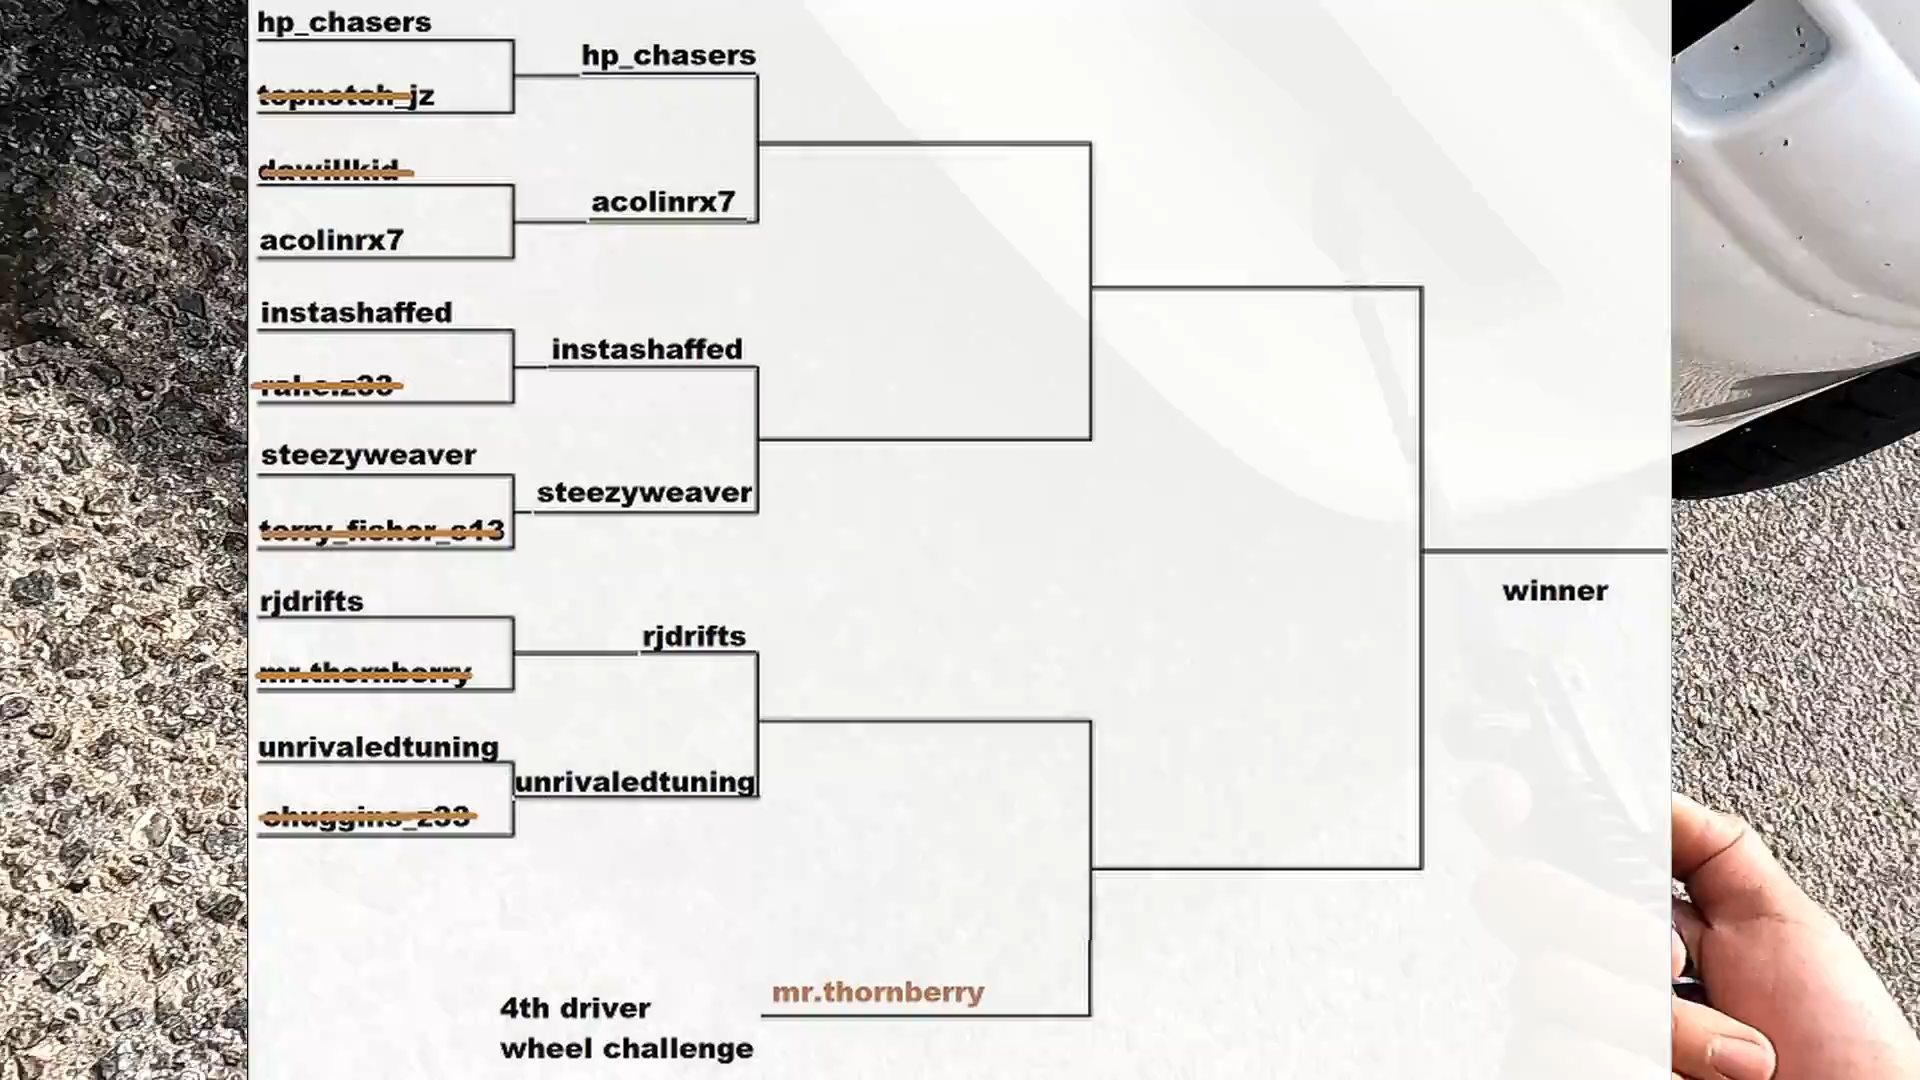 hp_chasers
hp_chasers
topnotch_jz
dawillkid
acolinrx7
acolinrx7
instashaffed
instashaffed
steezyweaver
steezyweaver
terry_fisher_s13
rjdrifts
rjdrifts
mr.thornberry
unrivaledtuning
unrivaledtuning
chuggins_z33
winner
mr.thornberry
4th driver
wheel challenge